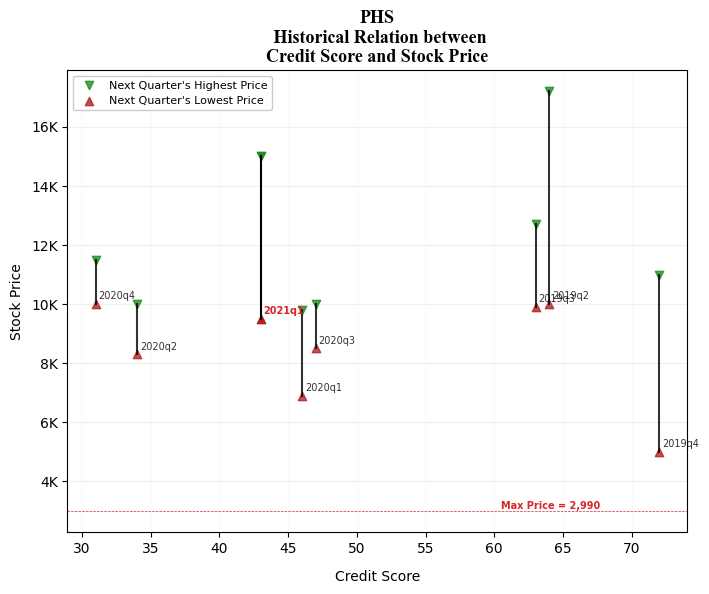 PHS
Historical Relation between
Credit Score and Stock Price
Next Quarter's Highest Price
Next Quarter's Lowest Price
16K
14K
12K
10K
8K
6K
4K
Stock Price
2020q4
2020q2
2021q1
2020q1
2020q3
2019q3
2019q2
2019q4
Max Price = 2,990
30 35 40 45 50 55 60 65 70
Credit Score